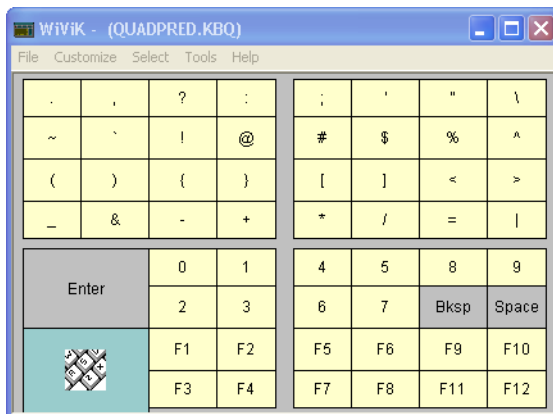 WiViK - (QUADPRED.KBQ)
File Customize Select Tools Help
. , ? : ; ' " \
~ ` ! @ # $ % ^
( ) { } [ ] < >
_ & - + * / = |
Enter 0 1 4 5 8 9
2 3 6 7 Bksp Space
F1 F2 F5 F6 F9 F10
F3 F4 F7 F8 F11 F12